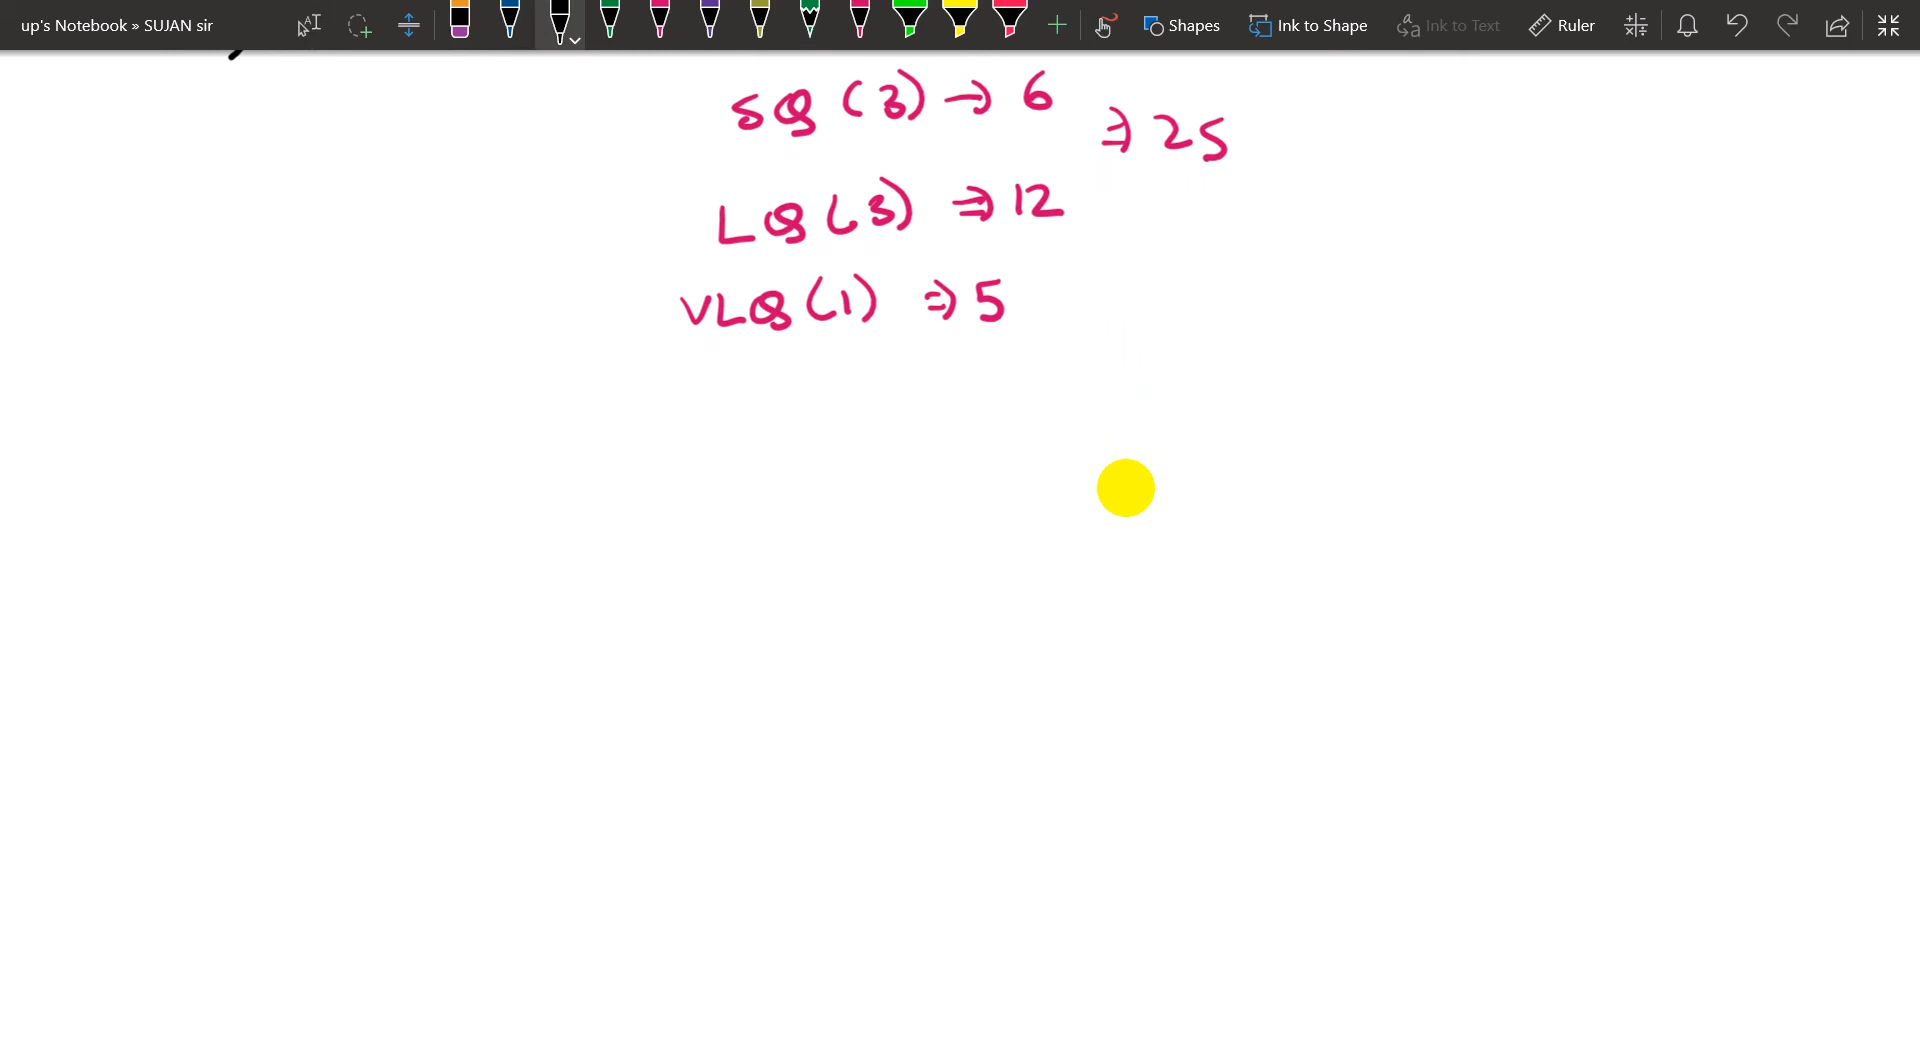 up's Notebook » SUJAN sir
Shapes
Ink to Shape
Ink to Text
Ruler
SQ (3) → 6
⇒ 25
LQ (3) ⇒ 12
VLQ (1) ⇒ 5